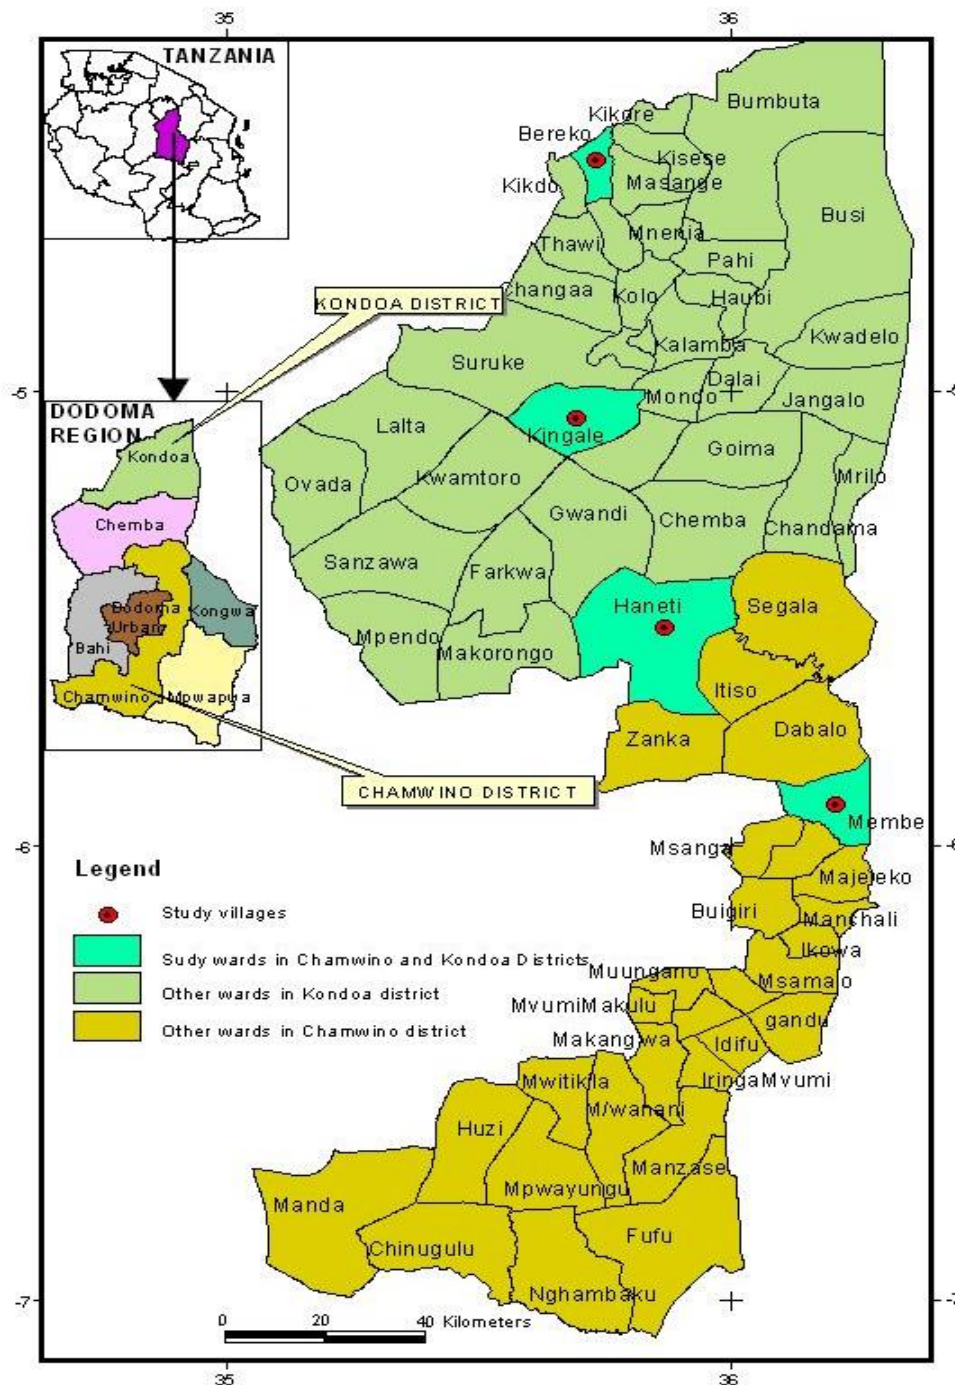 35
36
TANZANIA
Bumbuta
Kikore
Bereko
Kisese
Masange
Kikdo
Busi
Mnenia
Thawi
Pahi
Changaa
Kolo
Haubi
KONDOA DISTRICT
Kwadelo
Kalamba
Suruke
Dalai
-5
Mondo
Jangalo
-5
DODOMA
REGION
Lalta
Kingale
Kondoa
Goima
Ovada
Kwamtoro
Mrilo
Gwandi
Chemba
Chandama
Chemba
Sanzawa
Farkwa
Haneti
Segala
Dodoma
Urban
Kongwa
Mpendo
Bahi
Makorongo
Itiso
Chamwino
Mpwapwa
Zanka
Dabalo
CHAMWINO DISTRICT
Membe
-6
Msanga
-6
Legend
Majeleko
Study villages
Buigiri
Manchali
Sudy wards in Chamwino and Kondoa Districts
Ikowa
Muungano
Msamalo
Other wards in Kondoa district
MvumiMakulu
gandu
Other wards in Chamwino district
Makangwa
Idifu
Mwitikila
IringaMvumi
M/wanani
Huzi
Manzase
Mpwayungu
Manda
Fufu
Chinugulu
Nghambaku
-7
-7
0 20 40 Kilometers
35
36